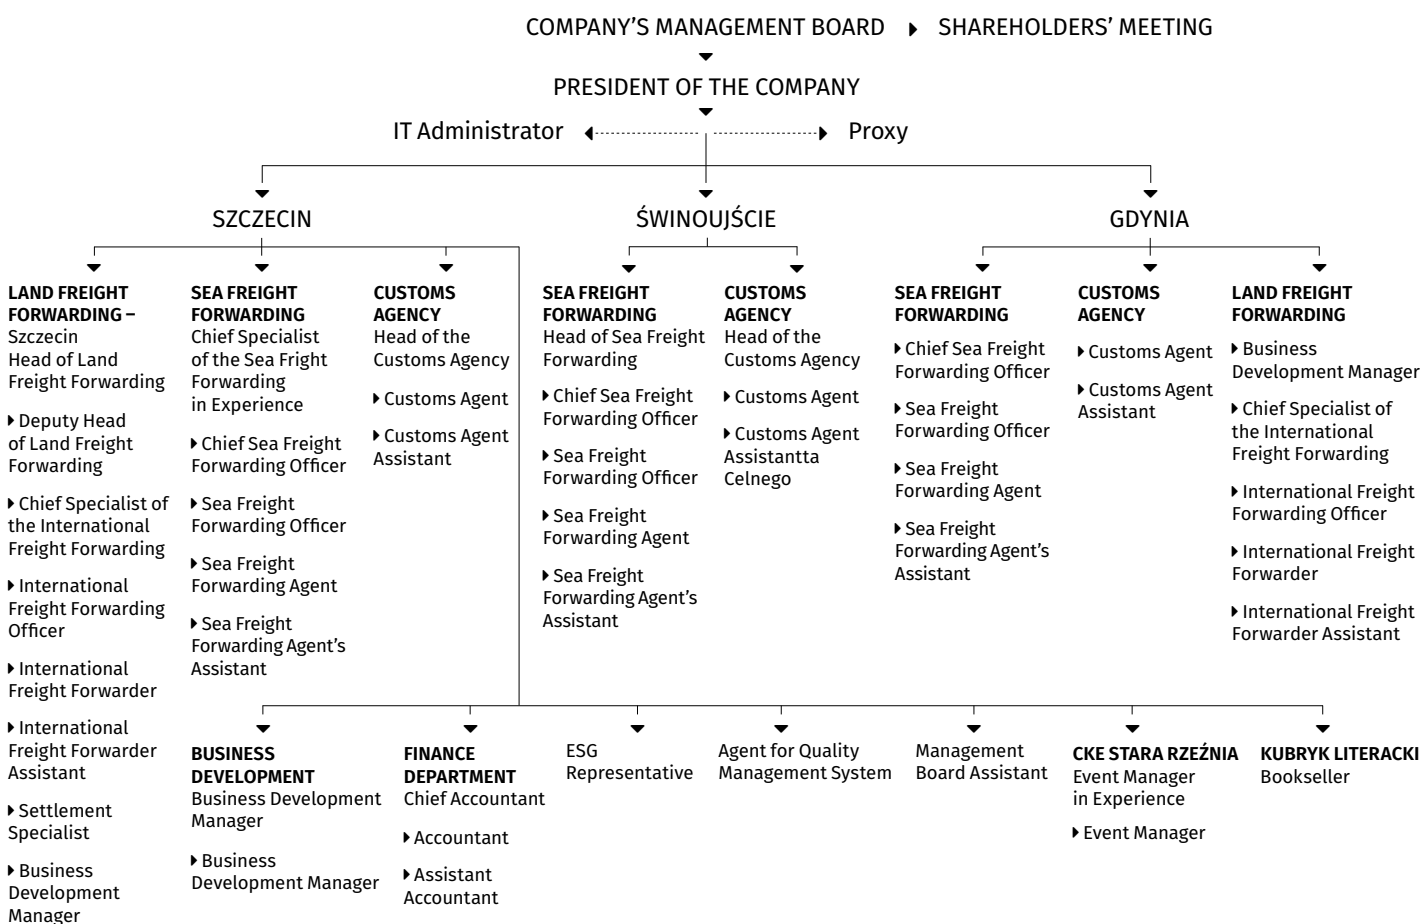 COMPANY'S MANAGEMENT BOARD
SHAREHOLDERS' MEETING
PRESIDENT OF THE COMPANY
IT Administrator
Proxy
SZCZECIN
ŚWINOUJŚCIE
GDYNIA
LAND FREIGHT
FORWARDING –
Szczecin
Head of Land
Freight Forwarding
Deputy Head
of Land Freight
Forwarding
Chief Specialist of
the International
Freight Forwarding
International
Freight Forwarding
Officer
International
Freight Forwarder
International
Freight Forwarder
Assistant
Settlement
Specialist
Business
Development
Manager
SEA FREIGHT
FORWARDING
Chief Specialist
of the Sea Fright
Forwarding
in Experience
Chief Sea Freight
Forwarding Officer
Sea Freight
Forwarding Officer
Sea Freight
Forwarding Agent
Sea Freight
Forwarding Agent's
Assistant
CUSTOMS
AGENCY
Head of the
Customs Agency
Customs Agent
Customs Agent
Assistant
SEA FREIGHT
FORWARDING
Head of Sea Freight
Forwarding
Chief Sea Freight
Forwarding Officer
Sea Freight
Forwarding Officer
Sea Freight
Forwarding Agent
Sea Freight
Forwarding Agent's
Assistant
CUSTOMS
AGENCY
Head of the
Customs Agency
Customs Agent
Customs Agent
Assistantta
Celnego
SEA FREIGHT
FORWARDING
Chief Sea Freight
Forwarding Officer
Sea Freight
Forwarding Officer
Sea Freight
Forwarding Agent
Sea Freight
Forwarding Agent's
Assistant
CUSTOMS
AGENCY
Customs Agent
Customs Agent
Assistant
LAND FREIGHT
FORWARDING
Business
Development Manager
Chief Specialist of
the International
Freight Forwarding
International Freight
Forwarding Officer
International Freight
Forwarder
International Freight
Forwarder Assistant
BUSINESS
DEVELOPMENT
Business Development
Manager
Business
Development Manager
FINANCE
DEPARTMENT
Chief Accountant
Accountant
Assistant
Accountant
ESG
Representative
Agent for Quality
Management System
Management
Board Assistant
CKE STARA RZEŹNIA
Event Manager
in Experience
Event Manager
KUBRYK LITERACKI
Bookseller